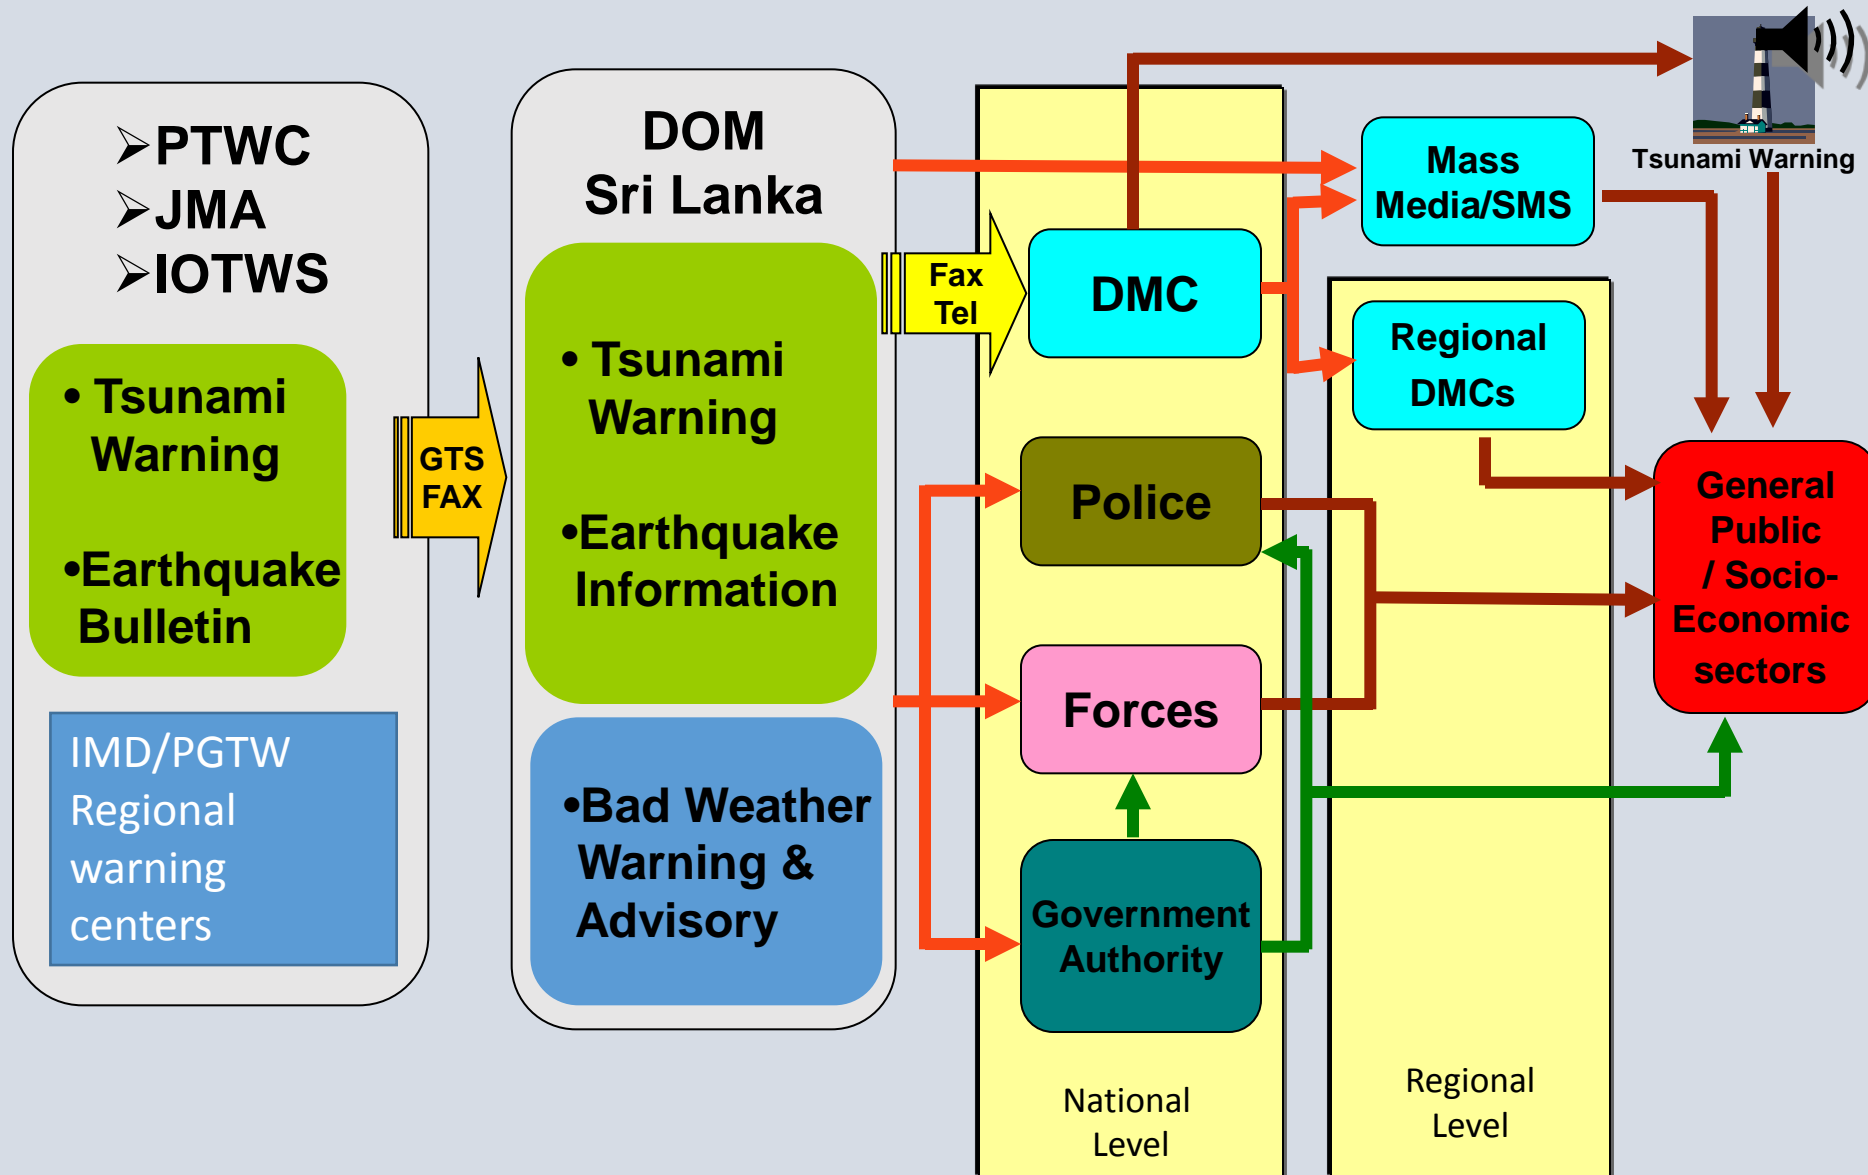 ➢PTWC
➢JMA
➢IOTWS
• Tsunami
Warning
•Earthquake
Bulletin
IMD/PGTW
Regional
warning
centers
GTS
FAX
DOM
Sri Lanka
• Tsunami
Warning
•Earthquake
Information
•Bad Weather
Warning &
Advisory
Fax
Tel
DMC
Police
Forces
Government
Authority
National
Level
Mass
Media/SMS
Regional
DMCs
Regional
Level
Tsunami Warning
General
Public
/ Socio-
Economic
sectors